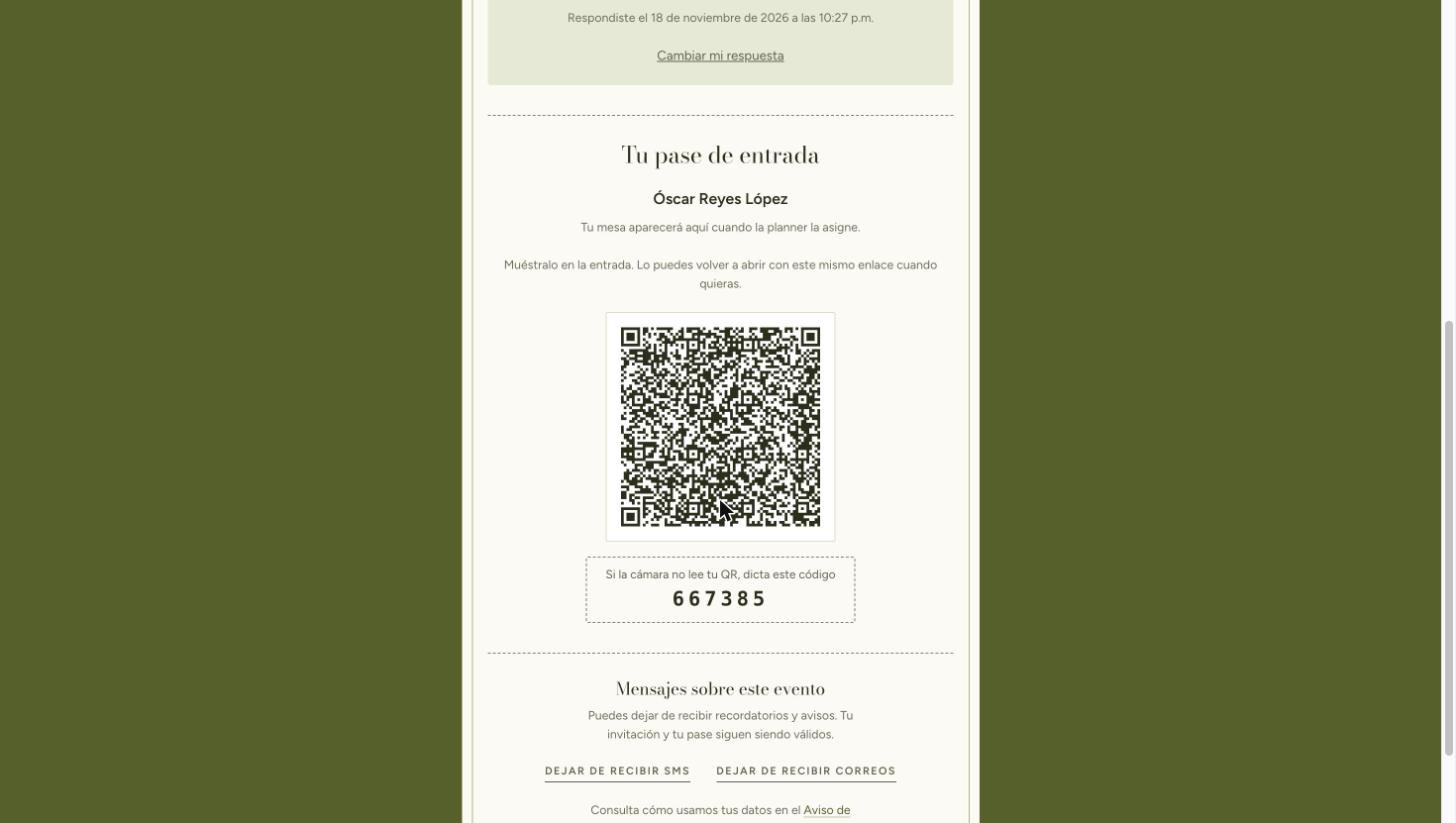 Respondiste el 18 de noviembre de 2026 a las 10:27 p.m.
Cambiar mi respuesta
Tu pase de entrada
Óscar Reyes López
Tu mesa aparecerá aquí cuando la planner la asigne.
Muéstralo en la entrada. Lo puedes volver a abrir con este mismo enlace cuando
quieras.
Si la cámara no lee tu QR, dicta este código
667385
Mensajes sobre este evento
Puedes dejar de recibir recordatorios y avisos. Tu
invitación y tu pase siguen siendo válidos.
DEJAR DE RECIBIR SMS DEJAR DE RECIBIR CORREOS
Consulta cómo usamos tus datos en el Aviso de